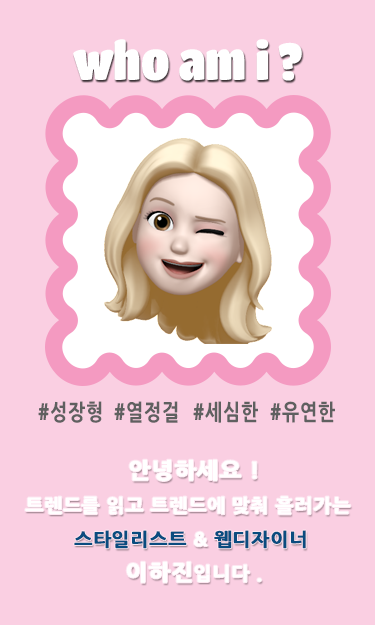 who am i ?
#성장형 #열정걸 #세심한 #유연한
안녕하세요 !
트렌드를 읽고 트렌드에 맞춰 흘러가는
스타일리스트 & 웹디자이너
이하진입니다 .